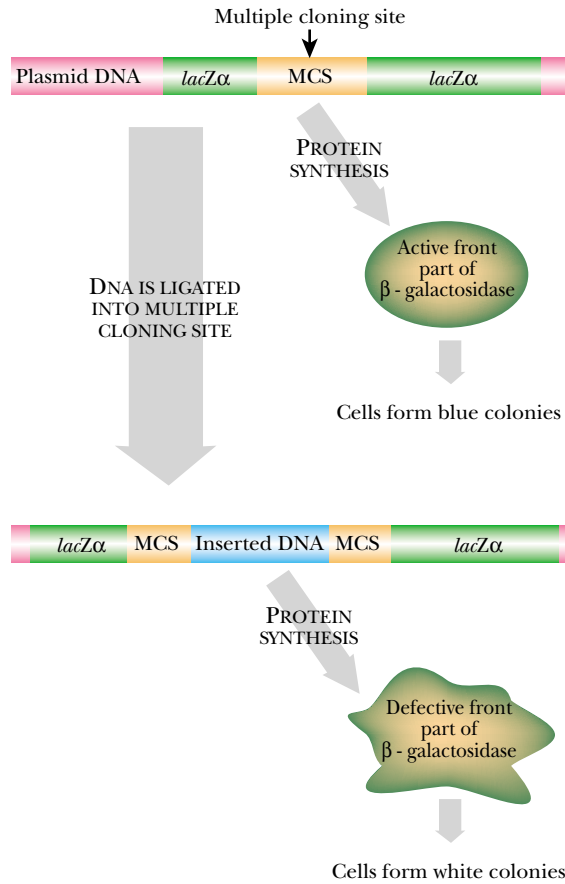 Multiple cloning site
Plasmid DNA lacZα MCS lacZα
PROTEIN
SYNTHESIS
Active front
part of
β - galactosidase
DNA IS LIGATED
INTO MULTIPLE
CLONING SITE
Cells form blue colonies
lacZα MCS Inserted DNA MCS lacZα
PROTEIN
SYNTHESIS
Defective front
part of
β - galactosidase
Cells form white colonies